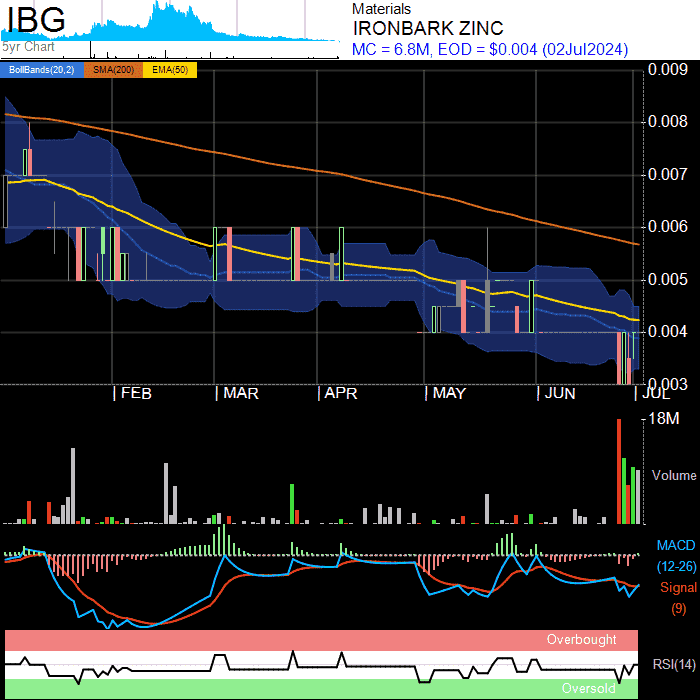 IBG
5yr Chart
Materials
IRONBARK ZINC
MC = 6.8M, EOD = $0.004 (02Jul2024)
BollBands(20,2) SMA(200) EMA(50)
0.009
0.008
0.007
0.006
0.005
0.004
0.003
FEB MAR APR MAY JUN JUL
18M
Volume
MACD
(12-26)
Signal
(9)
Overbought
RSI(14)
Oversold